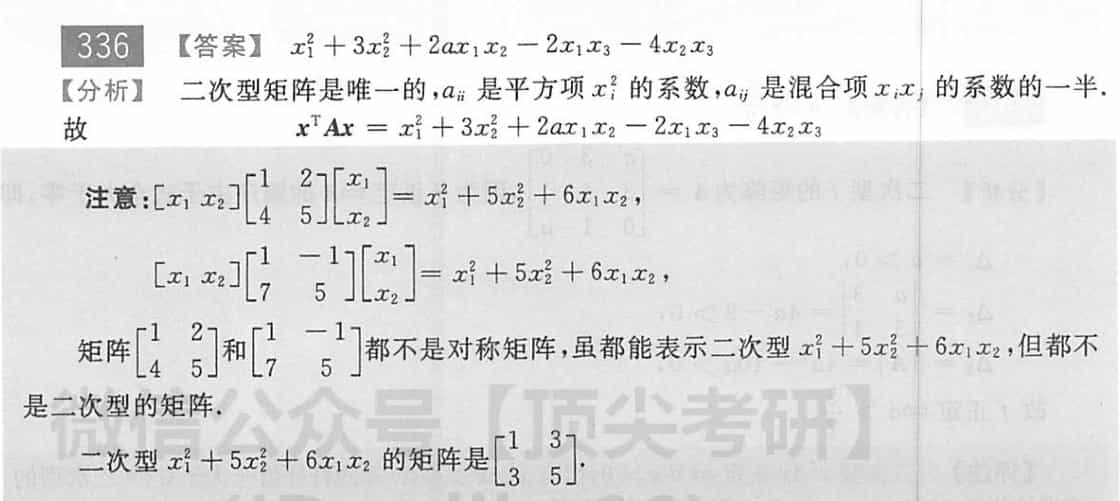 336 【答案】 $x_1^2 + 3x_2^2 + 2ax_1x_2 - 2x_1x_3 - 4x_2x_3$
【分析】 二次型矩阵是唯一的,$a_{ii}$ 是平方项 $x_i^2$ 的系数,$a_{ij}$ 是混合项 $x_ix_j$ 的系数的一半.
故 $\boldsymbol{x}^{\mathrm{T}}\boldsymbol{A}\boldsymbol{x} = x_1^2 + 3x_2^2 + 2ax_1x_2 - 2x_1x_3 - 4x_2x_3$
注意:$[x_1\ x_2]\begin{bmatrix}1 & 2\\4 & 5\end{bmatrix}\begin{bmatrix}x_1\\x_2\end{bmatrix} = x_1^2 + 5x_2^2 + 6x_1x_2$,
$[x_1\ x_2]\begin{bmatrix}1 & -1\\7 & 5\end{bmatrix}\begin{bmatrix}x_1\\x_2\end{bmatrix} = x_1^2 + 5x_2^2 + 6x_1x_2$,
矩阵$\begin{bmatrix}1 & 2\\4 & 5\end{bmatrix}$和$\begin{bmatrix}1 & -1\\7 & 5\end{bmatrix}$都不是对称矩阵,虽都能表示二次型 $x_1^2 + 5x_2^2 + 6x_1x_2$,但都不
是二次型的矩阵.
微信公众号【顶尖考研】
二次型 $x_1^2 + 5x_2^2 + 6x_1x_2$ 的矩阵是$\begin{bmatrix}1 & 3\\3 & 5\end{bmatrix}$.